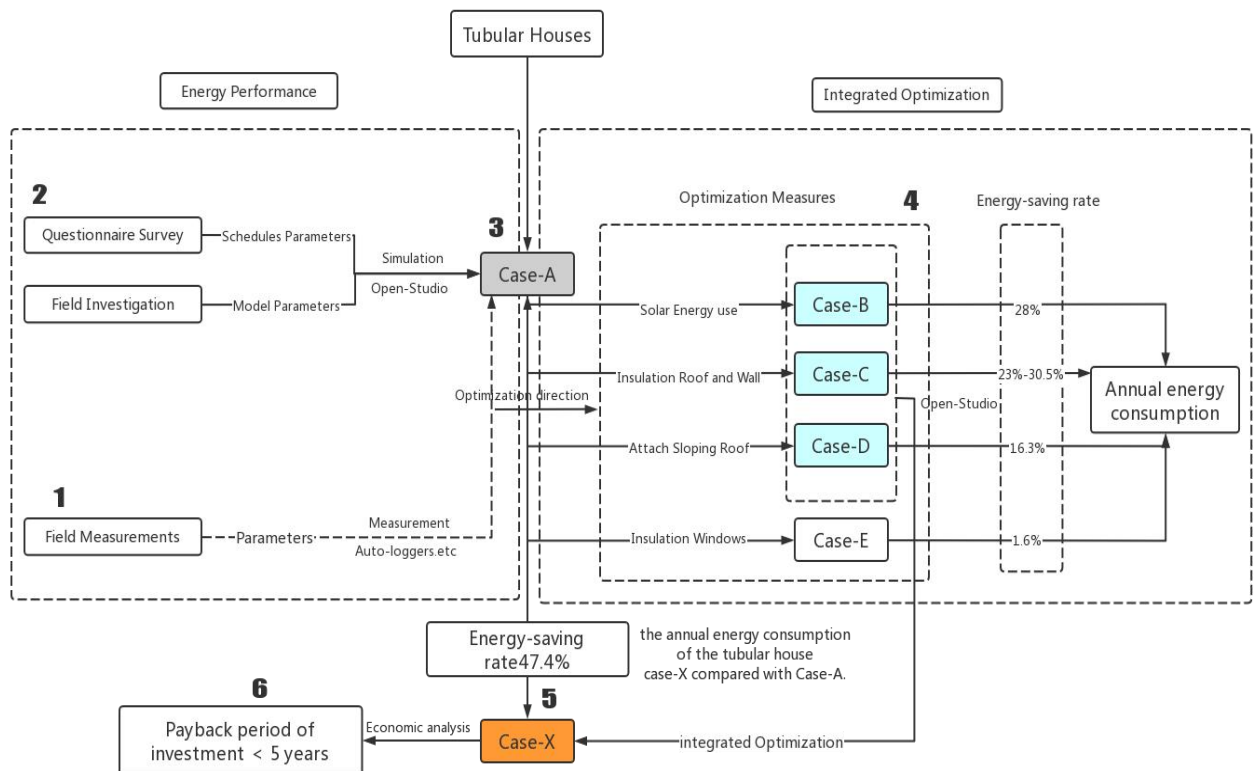 Tubular Houses
Energy Performance
Integrated Optimization
2
Questionnaire Survey
Schedules Parameters
Field Investigation
Model Parameters
Simulation
Open-Studio
3
Case-A
1
Field Measurements
Parameters
Measurement
Auto-loggers.etc
Optimization direction
Optimization Measures
4
Energy-saving rate
Solar Energy use
Case-B
28%
Insulation Roof and Wall
Case-C
23%-30.5%
Open-Studio
Attach Sloping Roof
Case-D
16.3%
Insulation Windows
Case-E
1.6%
Annual energy
consumption
Energy-saving
rate47.4%
the annual energy consumption
of the tubular house
case-X compared with Case-A.
6
Payback period of
investment < 5 years
Economic analysis
5
Case-X
integrated Optimization